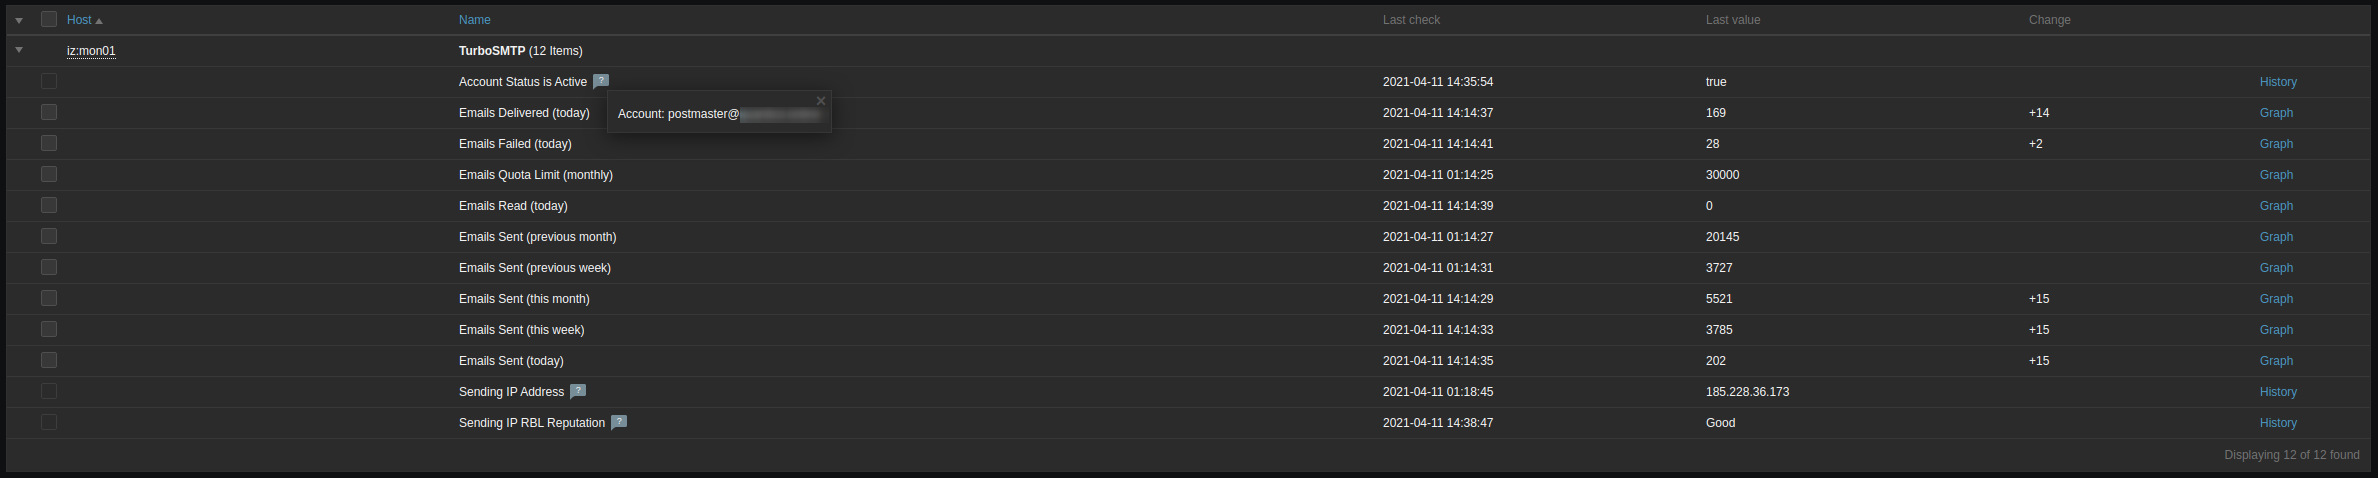 Host Name Last check Last value Change
iz:mon01 TurboSMTP (12 Items)
Account Status is Active ? 2021-04-11 14:35:54 true History
Account: postmaster@
Emails Delivered (today) 2021-04-11 14:14:37 169 +14 Graph
Emails Failed (today) 2021-04-11 14:14:41 28 +2 Graph
Emails Quota Limit (monthly) 2021-04-11 01:14:25 30000 Graph
Emails Read (today) 2021-04-11 14:14:39 0 Graph
Emails Sent (previous month) 2021-04-11 01:14:27 20145 Graph
Emails Sent (previous week) 2021-04-11 01:14:31 3727 Graph
Emails Sent (this month) 2021-04-11 14:14:29 5521 +15 Graph
Emails Sent (this week) 2021-04-11 14:14:33 3785 +15 Graph
Emails Sent (today) 2021-04-11 14:14:35 202 +15 Graph
Sending IP Address ? 2021-04-11 01:18:45 185.228.36.173 History
Sending IP RBL Reputation ? 2021-04-11 14:38:47 Good History
Displaying 12 of 12 found